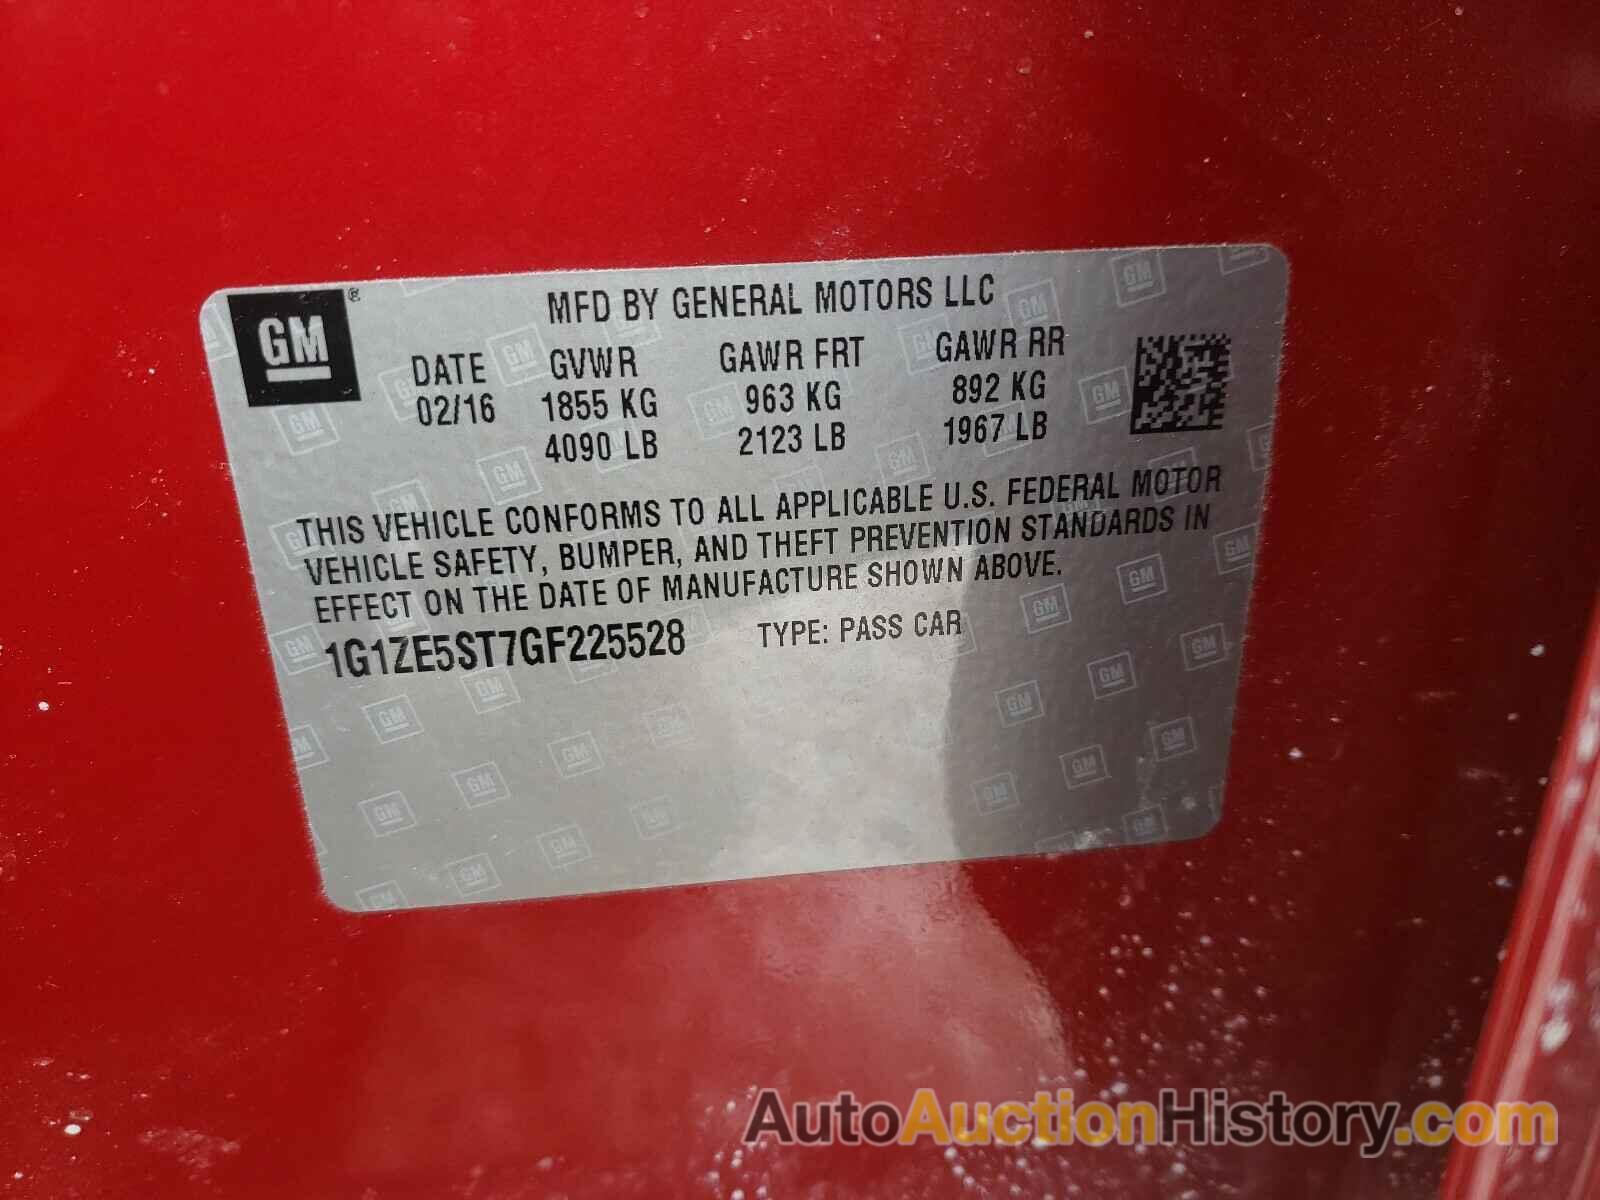 GM®
MFD BY GENERAL MOTORS LLC
DATE GVWR GAWR FRT GAWR RR
02/16 1855 KG 963 KG 892 KG
4090 LB 2123 LB 1967 LB
THIS VEHICLE CONFORMS TO ALL APPLICABLE U.S. FEDERAL MOTOR
VEHICLE SAFETY, BUMPER, AND THEFT PREVENTION STANDARDS IN
EFFECT ON THE DATE OF MANUFACTURE SHOWN ABOVE.
1G1ZE5ST7GF225528 TYPE: PASS CAR
AutoAuctionHistory.com